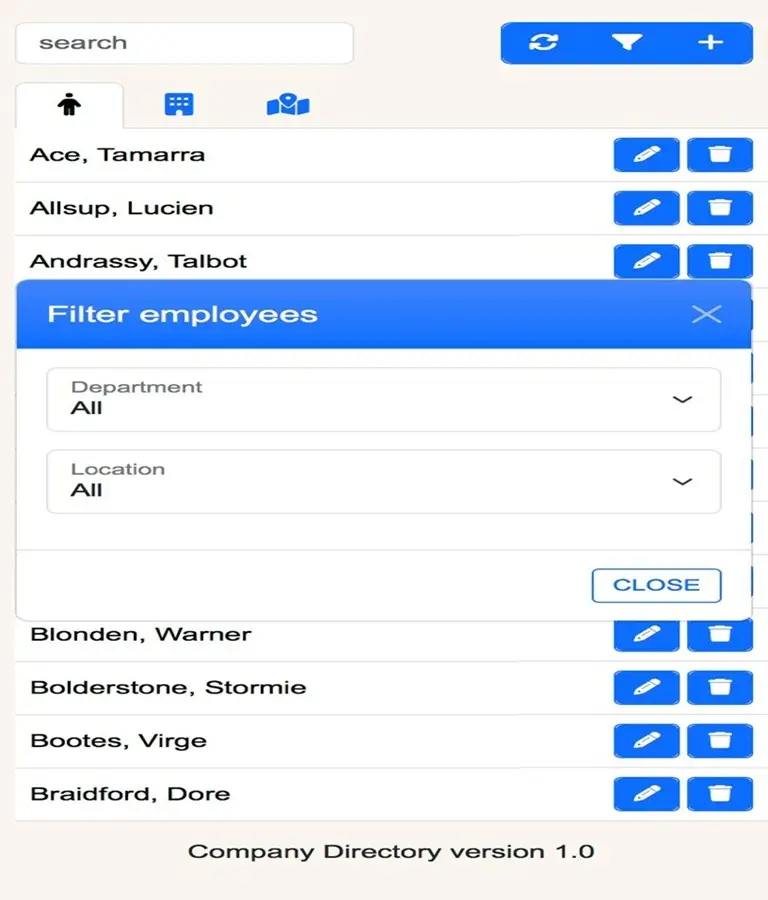 search
Ace, Tamarra
Allsup, Lucien
Andrassy, Talbot
Filter employees
Department
All
Location
All
CLOSE
Blonden, Warner
Bolderstone, Stormie
Bootes, Virge
Braidford, Dore
Company Directory version 1.0